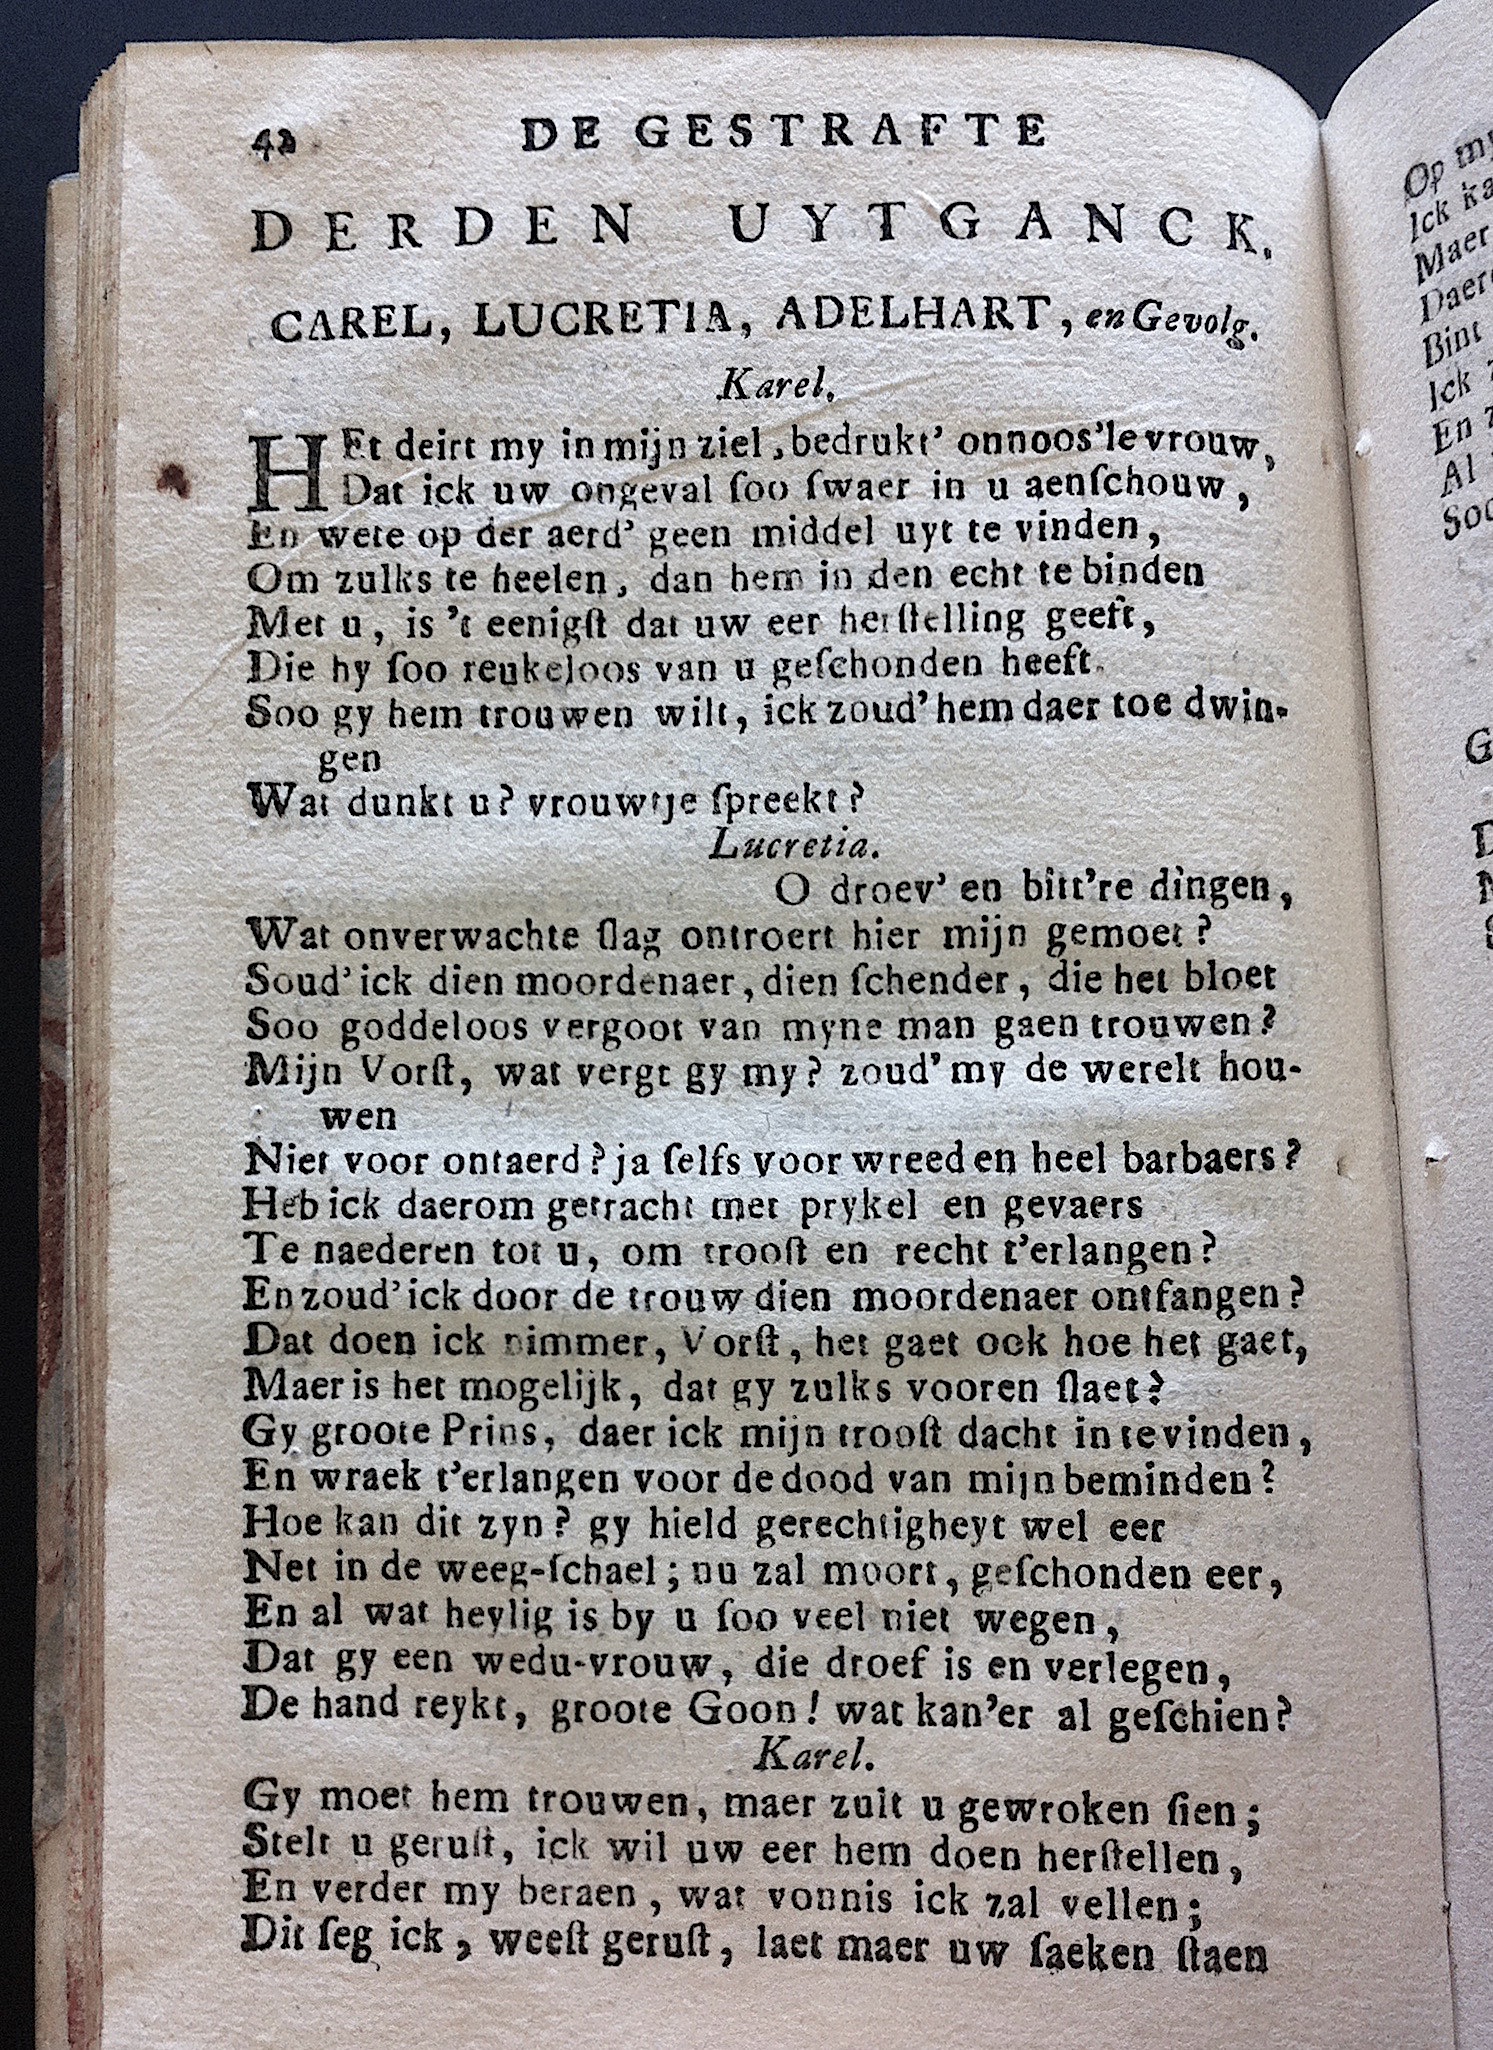 42 DE GESTRAFTE
DERDEN UYTGANCK.
CAREL, LUCRETIA, ADELHART, en Gevolg.
Karel.
HEt deirt my in mijn ziel, bedrukt' onnoos'le vrouw,
Dat ick uw ongeval ſoo ſwaer in u aenſchouw,
En wete op der aerd' geen middel uyt te vinden,
Om zulks te heelen, dan hem in den echt te binden
Met u, is 't eenigſt dat uw eer herſtelling geeft,
Die hy ſoo reukeloos van u geſchonden heeft.
Soo gy hem trouwen wilt, ick zoud' hem daer toe dwin-
gen
Wat dunkt u? vrouwtje ſpreekt?
Lucretia.
O droev' en bitt're dingen,
Wat onverwachte ſlag ontroert hier mijn gemoet?
Soud' ick dien moordenaer, dien ſchender, die het bloet
Soo goddeloos vergoot van myne man gaen trouwen?
Mijn Vorſt, wat vergt gy my? zoud' my de werelt hou-
wen
Niet voor ontaerd? ja ſelfs voor wreed en heel barbaers?
Heb ick daerom getracht met prykel en gevaers
Te naederen tot u, om trooſt en recht t'erlangen?
En zoud' ick door de trouw dien moordenaer ontfangen?
Dat doen ick nimmer, Vorſt, het gaet ook hoe het gaet,
Maer is het mogelijk, dat gy zulks vooren ſlaet?
Gy groote Prins, daer ick mijn trooſt dacht in te vinden,
En wraek t'erlangen voor de dood van mijn beminden?
Hoe kan dit zyn? gy hield gerechtigheyt wel eer
Net in de weeg-ſchael; nu zal moort, geſchonden eer,
En al wat heylig is by u ſoo veel niet wegen,
Dat gy een wedu-vrouw, die droef is en verlegen,
De hand reykt, groote Goon! wat kan'er al geſchien?
Karel.
Gy moet hem trouwen, maer zult u gewroken ſien;
Stelt u geruſt, ick wil uw eer hem doen herſtellen,
En verder my beraen, wat vonnis ick zal vellen;
Dit ſeg ick, weeſt geruſt, laet maer uw ſaeken ſtaen
Op my
Ick
Maer
Bint
Ick
En
Al